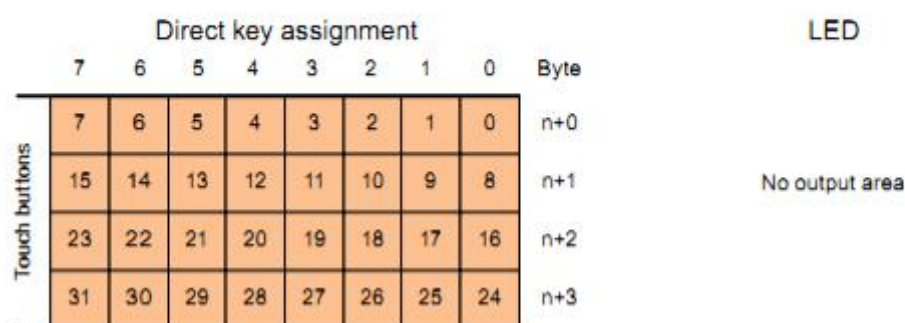 Direct key assignment LED
7 6 5 4 3 2 1 0 Byte
7 6 5 4 3 2 1 0 n+0
15 14 13 12 11 10 9 8 n+1 No output area
23 22 21 20 19 18 17 16 n+2
31 30 29 28 27 26 25 24 n+3
Touch buttons